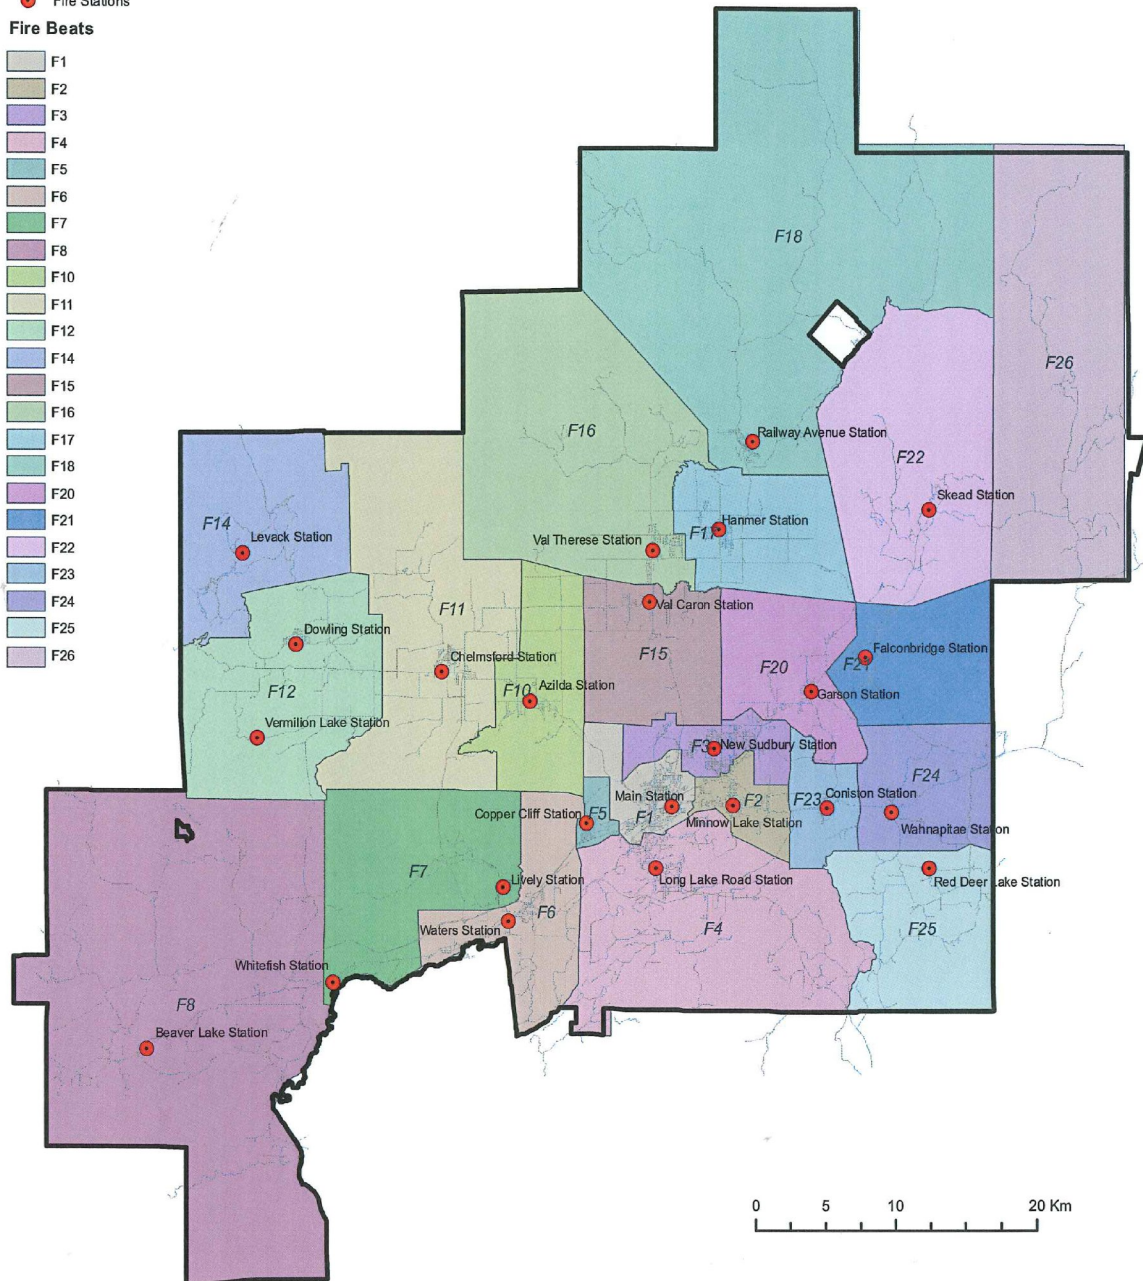 Fire Stations
Fire Beats
F1
F2
F3
F4
F5
F6
F7
F8
F10
F11
F12
F14
F15
F16
F17
F18
F20
F21
F22
F23
F24
F25
F26
F18
F26
F16
Railway Avenue Station
F22
Skead Station
F14
Levack Station
Hanmer Station
F17
Val Therese Station
Val Caron Station
F11
Dowling Station
Chelmsford Station
F15
F20
Falconbridge Station
F21
F12
F10
Azilda Station
Garson Station
Vermilion Lake Station
F3
New Sudbury Station
F24
Main Station
F2
F23
Coniston Station
Copper Cliff Station
F5
F1
Minnow Lake Station
Wahnapitae Station
F7
Lively Station
Long Lake Road Station
Red Deer Lake Station
F6
Waters Station
F4
F25
Whitefish Station
F8
Beaver Lake Station
0 5 10 20 Km